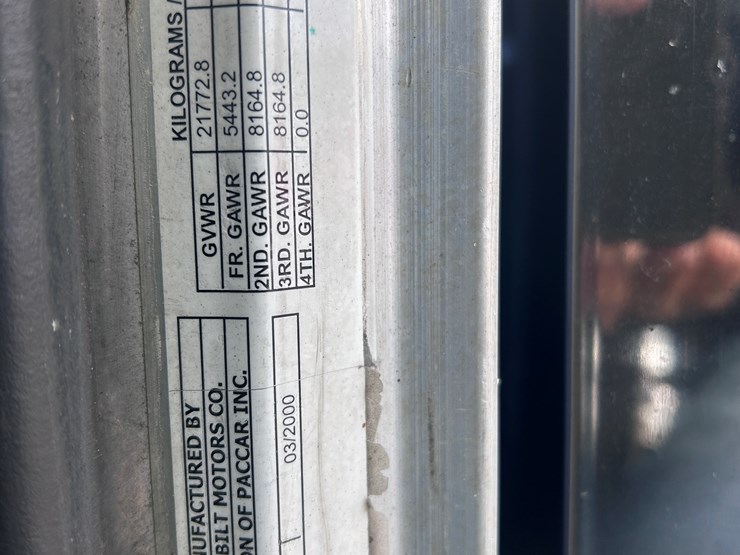 UFACTURED BY
BILT MOTORS CO.
ON OF PACCAR INC.
03/2000
KILOGRAMS /
GVWR 21772.8
FR. GAWR 5443.2
2ND. GAWR 8164.8
3RD. GAWR 8164.8
4TH. GAWR 0.0